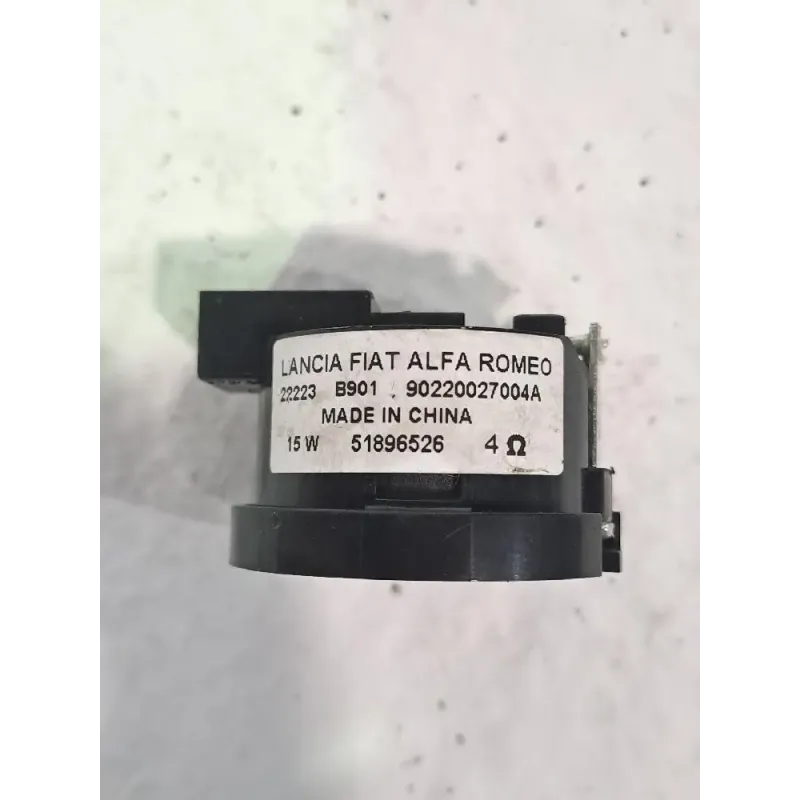 LANCIA FIAT ALFA ROMEO
22223 B901 . 90220027004A
MADE IN CHINA
15 W 51896526 4 Ω